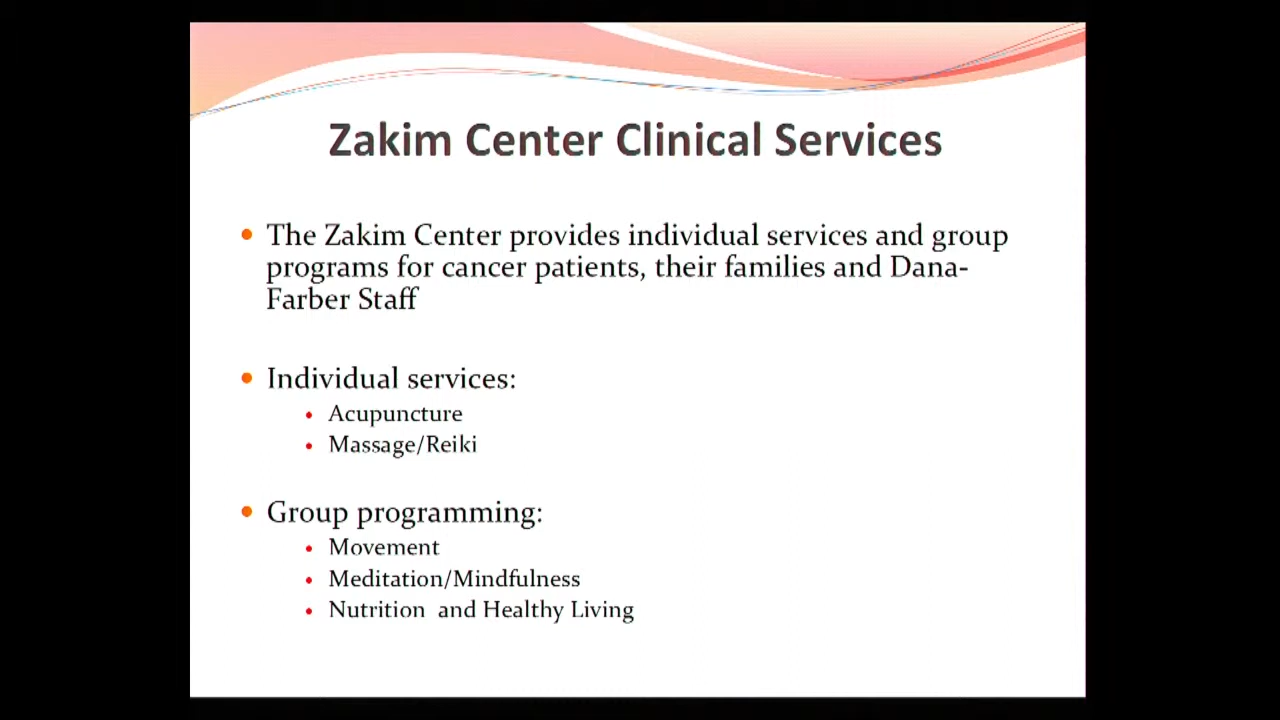 Zakim Center Clinical Services
• The Zakim Center provides individual services and group
programs for cancer patients, their families and Dana-
Farber Staff
• Individual services:
• Acupuncture
• Massage/Reiki
• Group programming:
• Movement
• Meditation/Mindfulness
• Nutrition  and Healthy Living